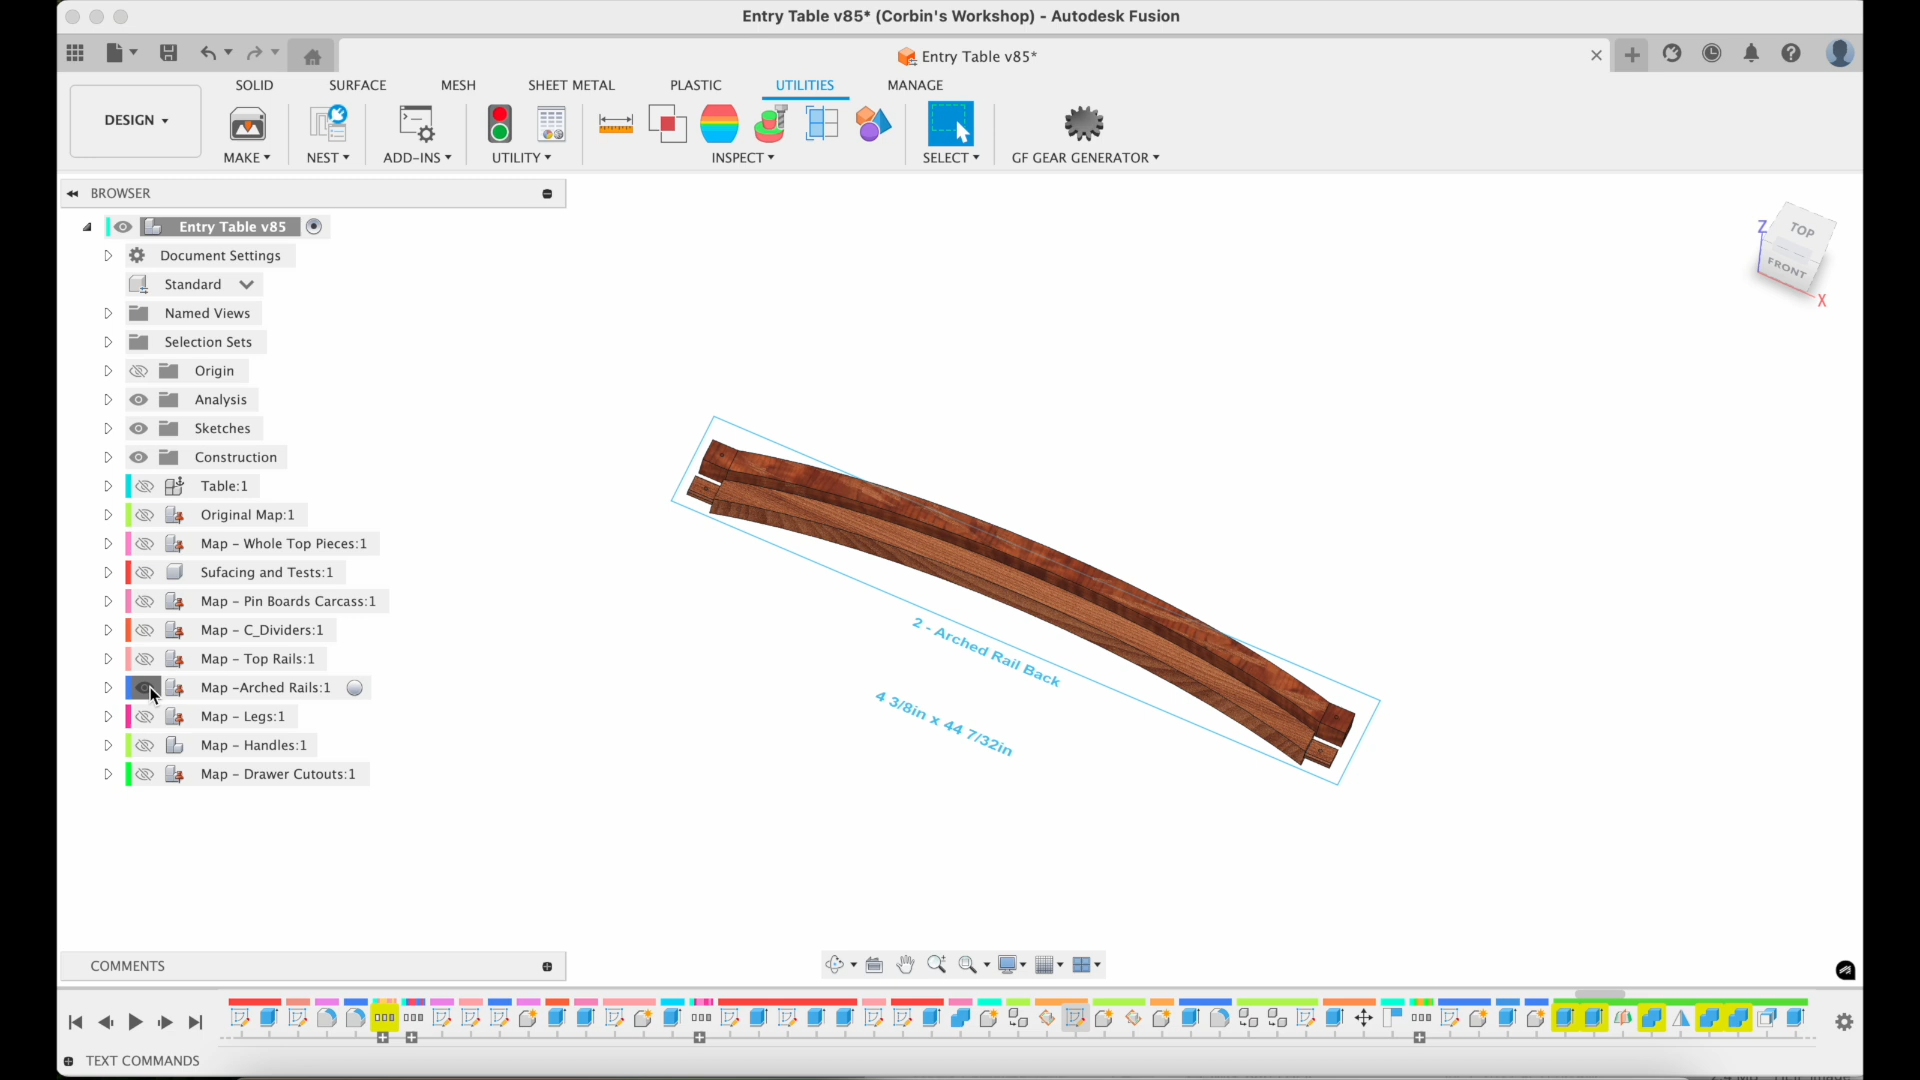 Entry Table v85* (Corbin's Workshop) - Autodesk Fusion
Entry Table v85*
SOLID SURFACE MESH SHEET METAL PLASTIC UTILITIES MANAGE
DESIGN
MAKE NEST ADD-INS UTILITY INSPECT SELECT GF GEAR GENERATOR
BROWSER
Entry Table v85
Document Settings
Standard
Named Views
Selection Sets
Origin
Analysis
Sketches
Construction
Table:1
Original Map:1
Map - Whole Top Pieces:1
Sufacing and Tests:1
Map - Pin Boards Carcass:1
Map - C_Dividers:1
Map - Top Rails:1
Map -Arched Rails:1
Map - Legs:1
Map - Handles:1
Map - Drawer Cutouts:1
TOP
FRONT
Z
X
2 - Arched Rail Back
4 3/8in x 44 7/32in
COMMENTS
TEXT COMMANDS